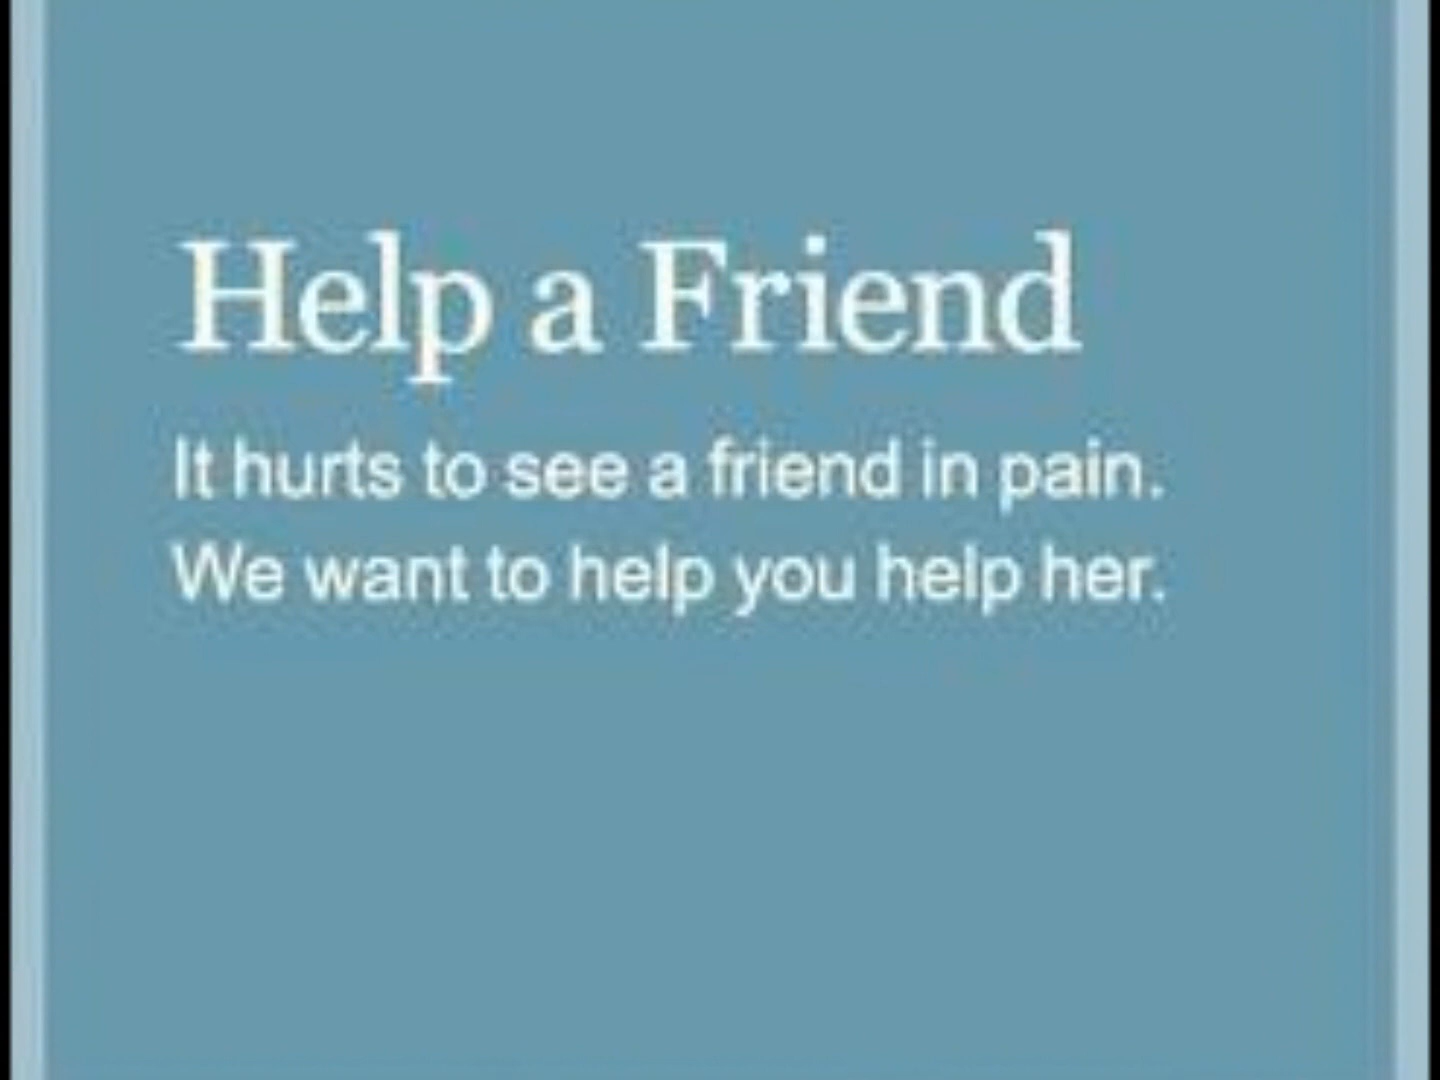 Help a Friend
It hurts to see a friend in pain.
We want to help you help her.